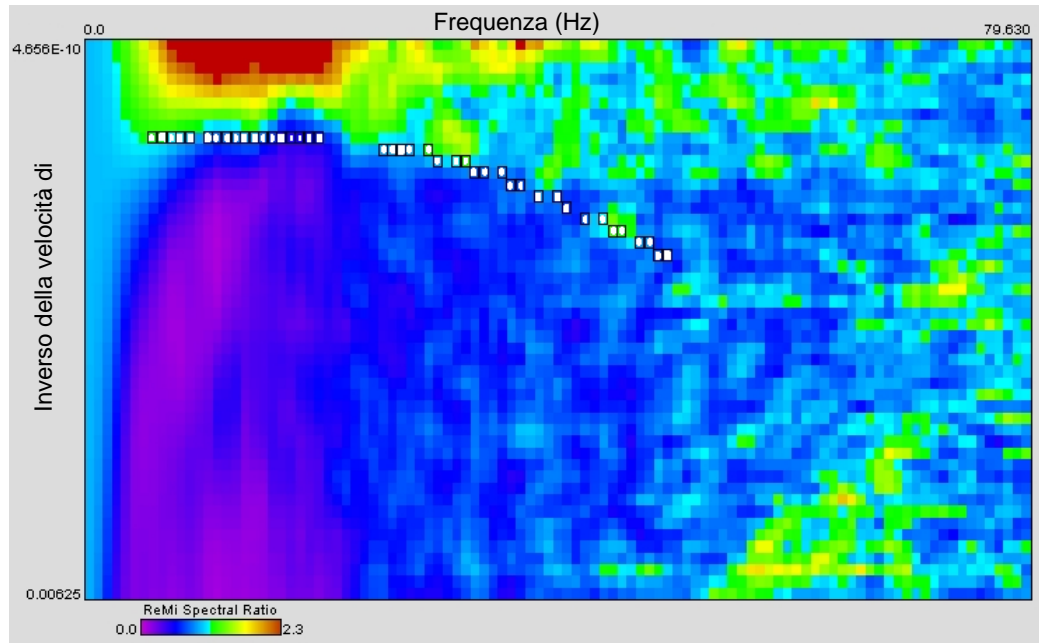 Frequenza (Hz)
0.0
79.630
4.656E-10
Inverso della velocità di
0.00625
ReMi Spectral Ratio
0.0
2.3